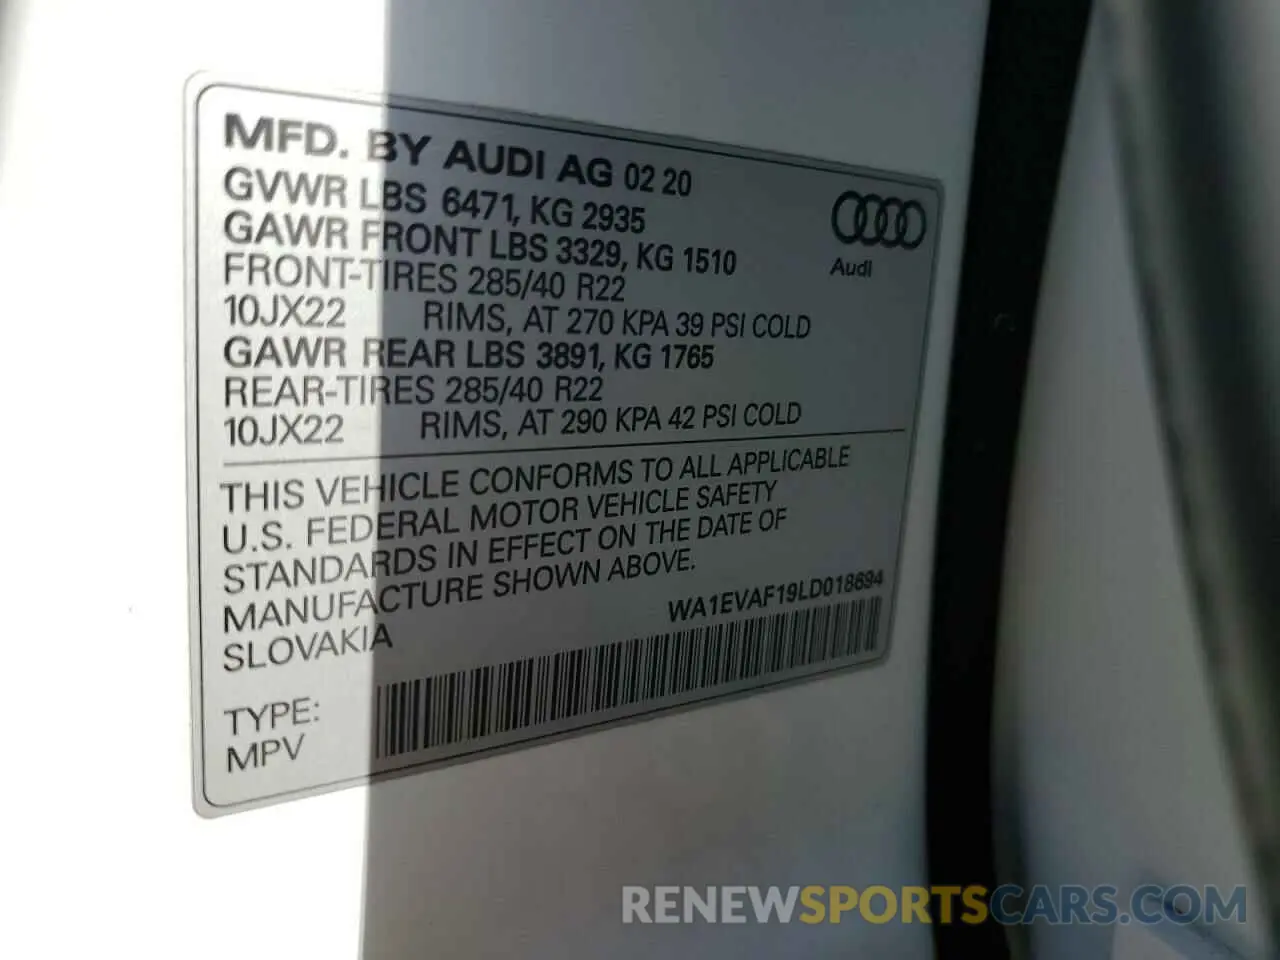 MFD. BY AUDI AG 02 20
GVWR LBS 6471, KG 2935
GAWR FRONT LBS 3329, KG 1510
FRONT-TIRES 285/40 R22
10JX22 RIMS, AT 270 KPA 39 PSI COLD
GAWR REAR LBS 3891, KG 1765
REAR-TIRES 285/40 R22
10JX22 RIMS, AT 290 KPA 42 PSI COLD
Audi
THIS VEHICLE CONFORMS TO ALL APPLICABLE
U.S. FEDERAL MOTOR VEHICLE SAFETY
STANDARDS IN EFFECT ON THE DATE OF
MANUFACTURE SHOWN ABOVE.
SLOVAKIA
WA1EVAF19LD018694
TYPE:
MPV
RENEWSPORTSCARS.COM